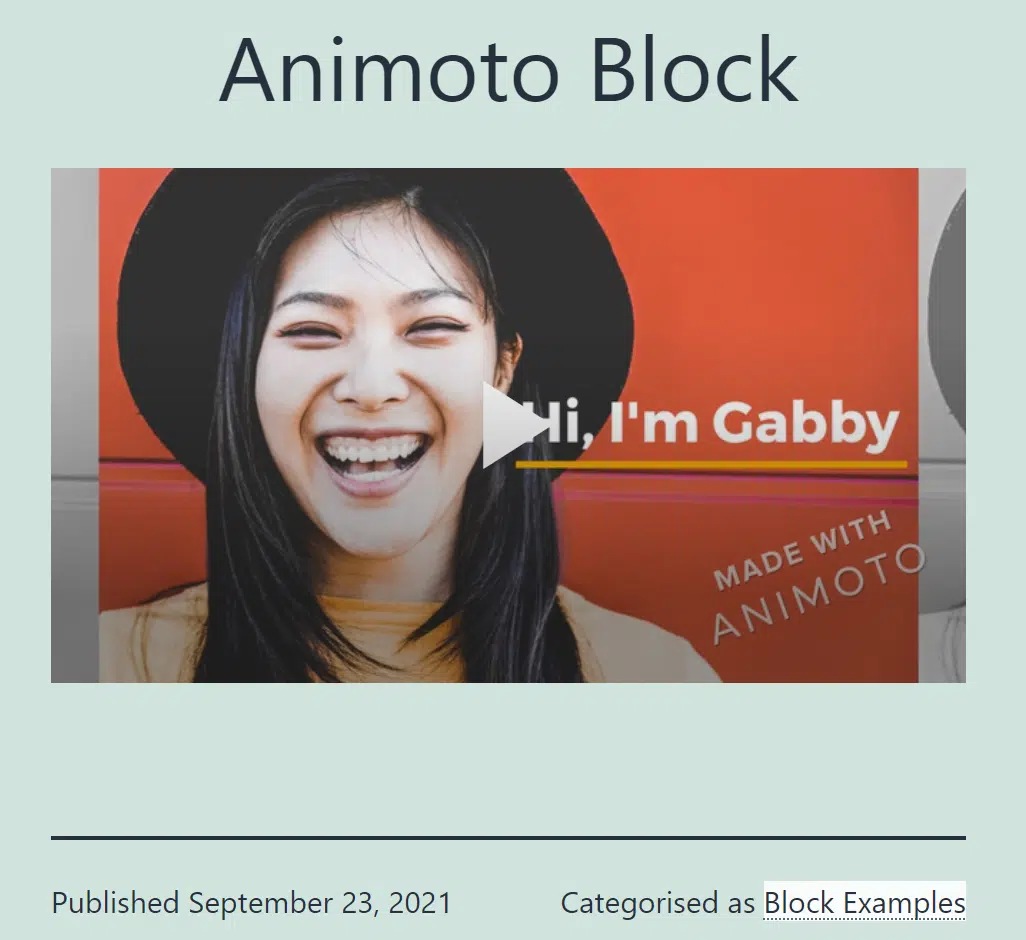 Animoto Block
Hi, I'm Gabby
MADE WITH
ANIMOTO
Published September 23, 2021
Categorised as Block Examples